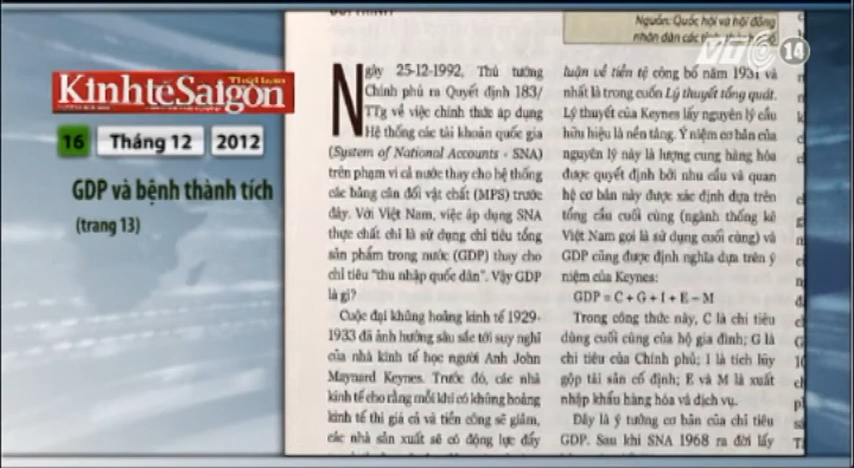 Nguồn: Quốc hội và hội đồng
nhân dân các
VTC 14
Thời báo
Kinh tế Saigon
16 Tháng 12 2012
GDP và bệnh thành tích
(trang 13)
Ngày 25-12-1992, Thủ tướng
Chính phủ ra Quyết định 183/
TTg về việc chính thức áp dụng
Hệ thống các tài khoản quốc gia
(System of National Accounts - SNA)
trên phạm vi cả nước thay cho hệ thống
các bảng cân đối vật chất (MPS) trước
đây. Với Việt Nam, việc áp dụng SNA
thực chất chỉ là sử dụng chỉ tiêu tổng
sản phẩm trong nước (GDP) thay cho
chỉ tiêu "thu nhập quốc dân". Vậy GDP
là gì?
Cuộc đại khủng hoảng kinh tế 1929-
1933 đã ảnh hưởng sâu sắc tới suy nghĩ
của nhà kinh tế học người Anh John
Maynard Keynes. Trước đó, các nhà
kinh tế cho rằng mỗi khi có khủng hoảng
kinh tế thì giá cả và tiền công sẽ giảm,
các nhà sản xuất sẽ có động lực đẩy
luận về tiền tệ công bố năm 1931 và
nhất là trong cuốn Lý thuyết tổng quát.
Lý thuyết của Keynes lấy nguyên lý cầu
hữu hiệu là nền tảng. Ý niệm cơ bản của
nguyên lý này là lượng cung hàng hóa
được quyết định bởi nhu cầu và quan
hệ cơ bản này được xác định dựa trên
tổng cầu cuối cùng (ngành thống kê
Việt Nam gọi là sử dụng cuối cùng) và
GDP cũng được định nghĩa dựa trên ý
niệm của Keynes:
GDP = C + G + I + E – M
Trong công thức này, C là chi tiêu
dùng cuối cùng của hộ gia đình; G là
chi tiêu của Chính phủ; I là tích lũy
gộp tài sản cố định; E và M là xuất
nhập khẩu hàng hóa và dịch vụ.
Đây là ý tưởng cơ bản của chỉ tiêu
GDP. Sau khi SNA 1968 ra đời lấy